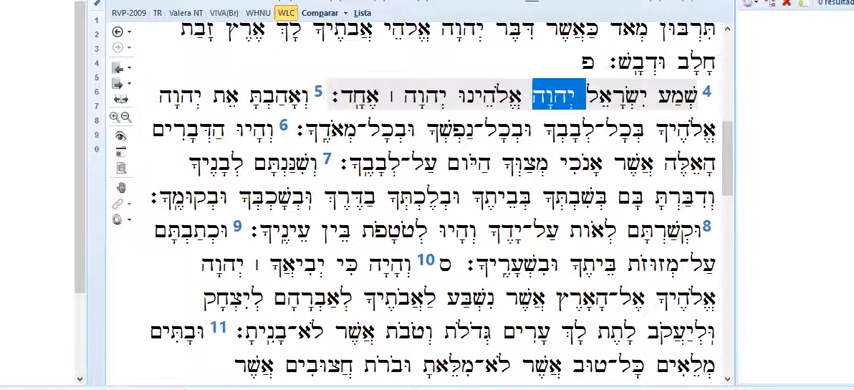 RVP-2009 TR Valera NT VIVA(Br) WHNU WLC Comparar Lista
0 resultad
תִּרְבּוּן מְאֹד כַּאֲשֶׁר דִּבֶּר יְהוָה אֱלֹהֵי אֲבֹתֶיךָ לָךְ אֶרֶץ זָבַת
חָלָב וּדְבָשׁ׃ פ
4 שְׁמַע יִשְׂרָאֵל יְהוָה אֱלֹהֵינוּ יְהוָה ׀ אֶחָד׃ 5 וְאָהַבְתָּ אֵת יְהוָה
אֱלֹהֶיךָ בְּכָל־לְבָבְךָ וּבְכָל־נַפְשְׁךָ וּבְכָל־מְאֹדֶךָ׃ 6 וְהָיוּ הַדְּבָרִים
הָאֵלֶּה אֲשֶׁר אָנֹכִי מְצַוְּךָ הַיּוֹם עַל־לְבָבֶךָ׃ 7 וְשִׁנַּנְתָּם לְבָנֶיךָ
וְדִבַּרְתָּ בָּם בְּשִׁבְתְּךָ בְּבֵיתֶךָ וּבְלֶכְתְּךָ בַדֶּרֶךְ וּבְשָׁכְבְּךָ וּבְקוּמֶךָ׃
8 וּקְשַׁרְתָּם לְאוֹת עַל־יָדֶךָ וְהָיוּ לְטֹטָפֹת בֵּין עֵינֶיךָ׃ 9 וּכְתַבְתָּם
עַל־מְזוּזֹת בֵּיתֶךָ וּבִשְׁעָרֶיךָ׃ ס 10 וְהָיָה כִּי יְבִיאֲךָ ׀ יְהוָה
אֱלֹהֶיךָ אֶל־הָאָרֶץ אֲשֶׁר נִשְׁבַּע לַאֲבֹתֶיךָ לְאַבְרָהָם לְיִצְחָק
וּלְיַעֲקֹב לָתֶת לָךְ עָרִים גְּדֹלֹת וְטֹבֹת אֲשֶׁר לֹא־בָנִיתָ׃ 11 וּבָתִּים
מְלֵאִים כָּל־טוּב אֲשֶׁר לֹא־מִלֵּאתָ וּבֹרֹת חֲצוּבִים אֲשֶׁר